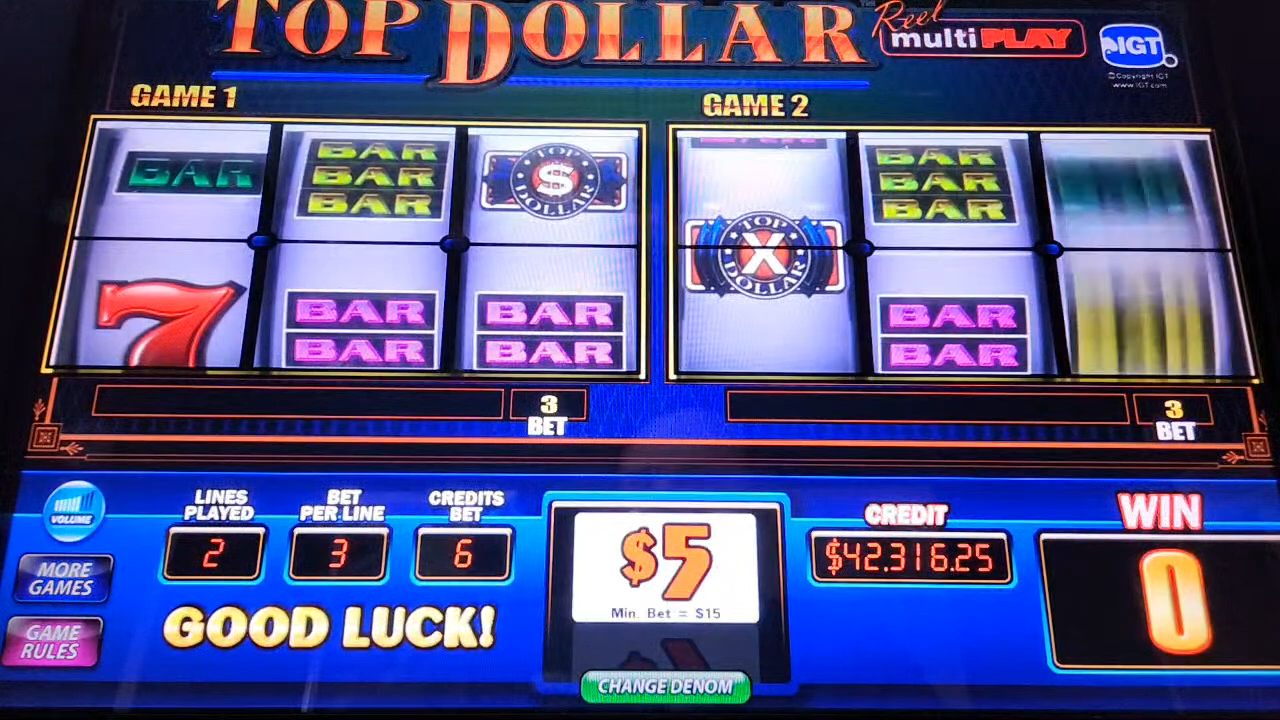 TOP DOLLAR
Reel
multiPLAY
IGT
©Copyright IGT
www.IGT.com
GAME 1
GAME 2
BAR
BAR
BAR
BAR
TOP
$
DOLLAR
7
BAR
BAR
BAR
BAR
TOP
X
DOLLAR
BAR
BAR
BAR
BAR
BAR
3
BET
3
BET
VOLUME
LINES
PLAYED
2
BET
PER LINE
3
CREDITS
BET
6
$5
Min. Bet = $15
CREDIT
$42,316.25
WIN
0
MORE
GAMES
GAME
RULES
GOOD LUCK!
CHANGE DENOM